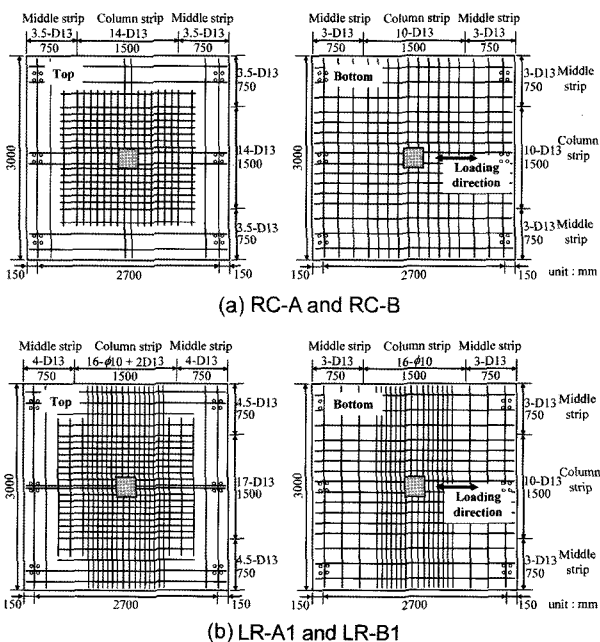 Middle strip Column strip Middle strip
3.5-D13 14-D13 3.5-D13
750 1500 750
Top
3.5-D13
750
14-D13
1500
3.5-D13
750
3000
150 2700 150
Middle strip Column strip Middle strip
3-D13 10-D13 3-D13
750 1500 750
Bottom
3-D13 Middle
750 strip
10-D13 Column
1500 strip
Loading
direction
3-D13 Middle
750 strip
2700 150 unit : mm
(a) RC-A and RC-B
Middle strip Column strip Middle strip
4-D13 16-ϕ10 + 2D13 4-D13
750 1500 750
Top
4.5-D13
750
17-D13
1500
4.5-D13
750
3000
150 2700 150
Middle strip Column strip Middle strip
3-D13 16-ϕ10 3-D13
750 1500 750
Bottom
3-D13 Middle
750 strip
10-D13 Column
1500 strip
Loading
direction
3-D13 Middle
750 strip
2700 150 unit : mm
(b) LR-A1 and LR-B1